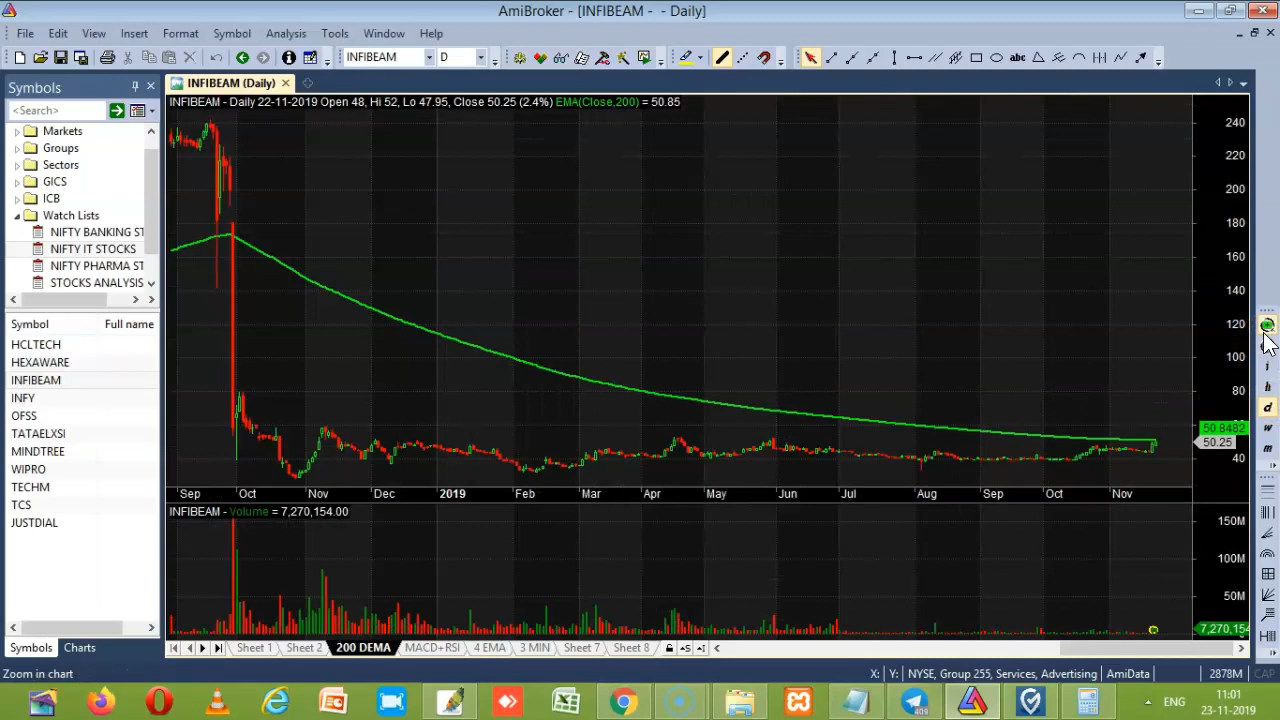 AmiBroker - [INFIBEAM -  - Daily]
File Edit View Insert Format Symbol Analysis Tools Window Help
INFIBEAM D
abc
Symbols
INFIBEAM (Daily)
<Search>
INFIBEAM - Daily 22-11-2019 Open 48, Hi 52, Lo 47.95, Close 50.25 (2.4%) EMA(Close,200) = 50.85
Markets
Groups
Sectors
GICS
ICB
Watch Lists
NIFTY BANKING ST
NIFTY IT STOCKS
NIFTY PHARMA ST
STOCKS ANALYSIS
Symbol Full name
HCLTECH
HEXAWARE
INFIBEAM
INFY
OFSS
TATAELXSI
MINDTREE
WIPRO
TECHM
TCS
JUSTDIAL
240
220
200
180
160
140
120
100
80
50.8482
50.25
40
Sep Oct Nov Dec 2019 Feb Mar Apr May Jun Jul Aug Sep Oct Nov
INFIBEAM - Volume = 7,270,154.00
150M
100M
50M
7,270,154
i
h
d
w
m
Symbols Charts
Sheet 1 Sheet 2 200 DEMA MACD+RSI 4 EMA 3 MIN Sheet 7 Sheet 8
Zoom in chart X: Y: NYSE, Group 255, Services, Advertising AmiData 2878M CAP
409
ENG
11:01
23-11-2019